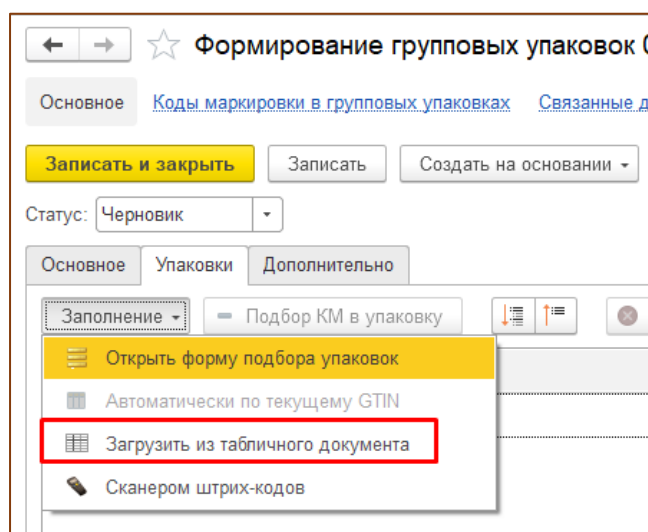 Формирование групповых упаковок
Основное Коды маркировки в групповых упаковках Связанные
Записать и закрыть Записать Создать на основании
Статус: Черновик
Основное Упаковки Дополнительно
Заполнение Подбор КМ в упаковку
Открыть форму подбора упаковок
Автоматически по текущему GTIN
Загрузить из табличного документа
Сканером штрих-кодов